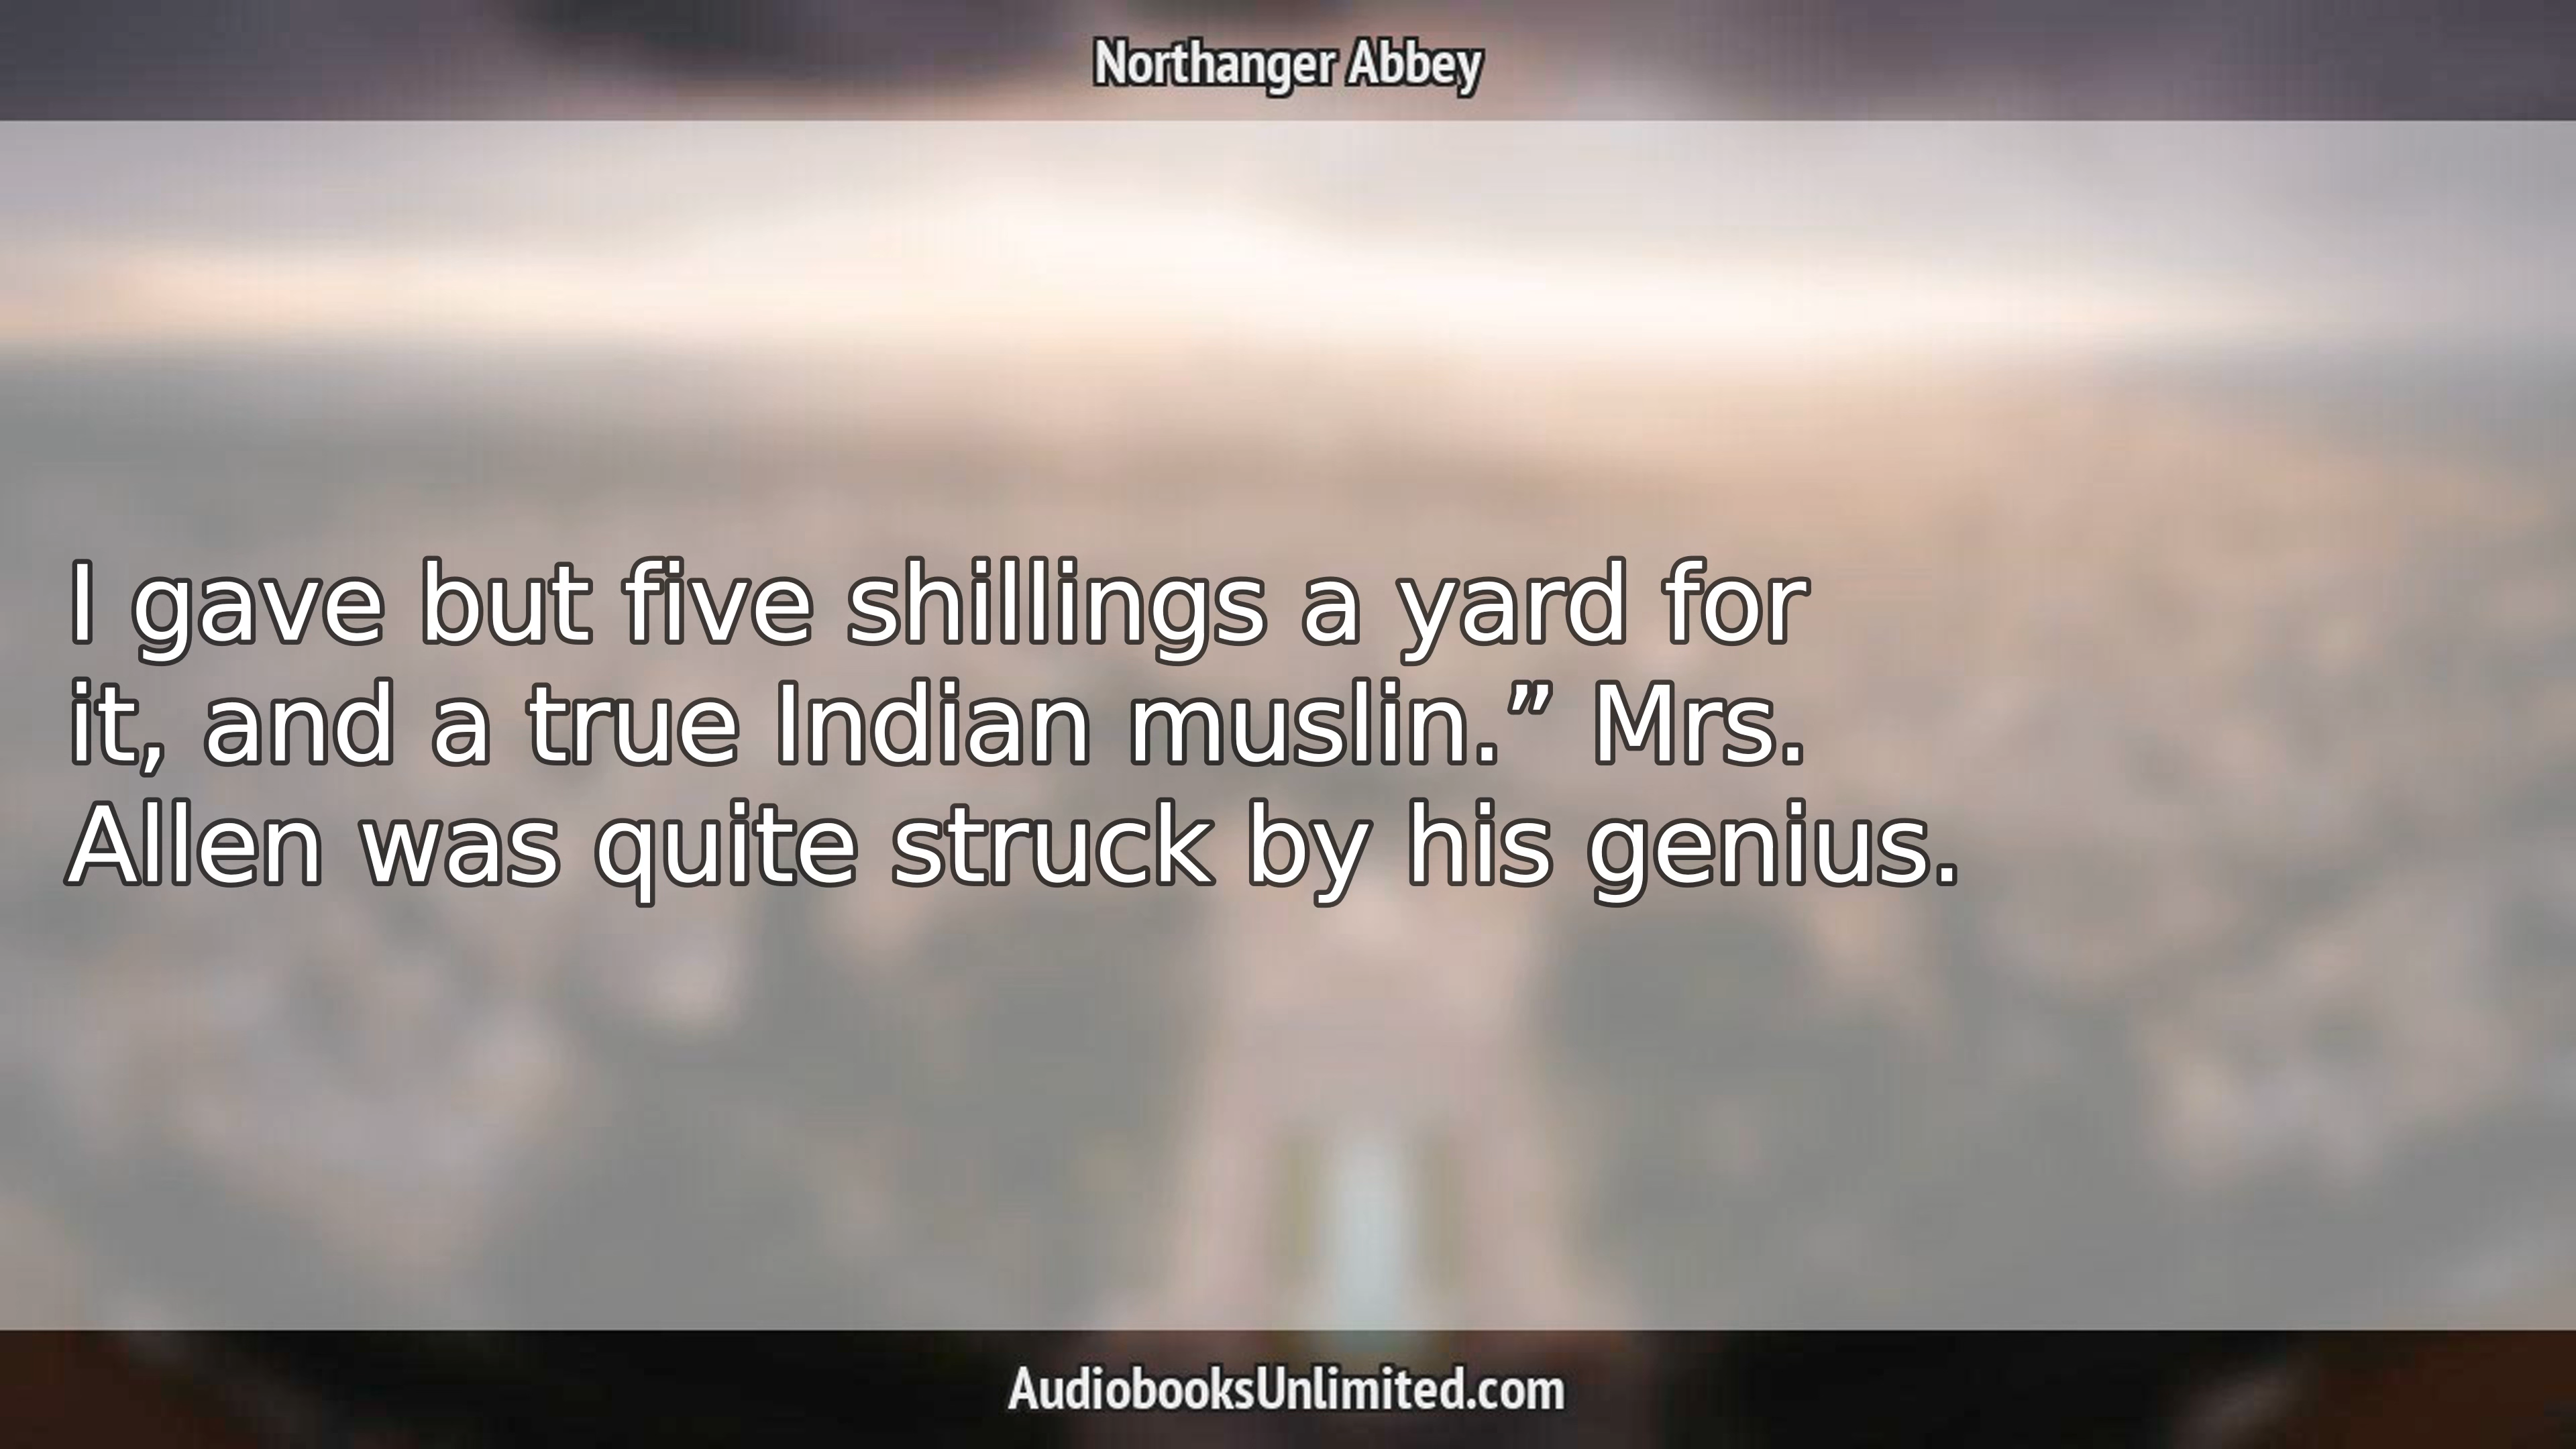 Northanger Abbey
I gave but five shillings a yard for
it, and a true Indian muslin.” Mrs.
Allen was quite struck by his genius.
AudiobooksUnlimited.com